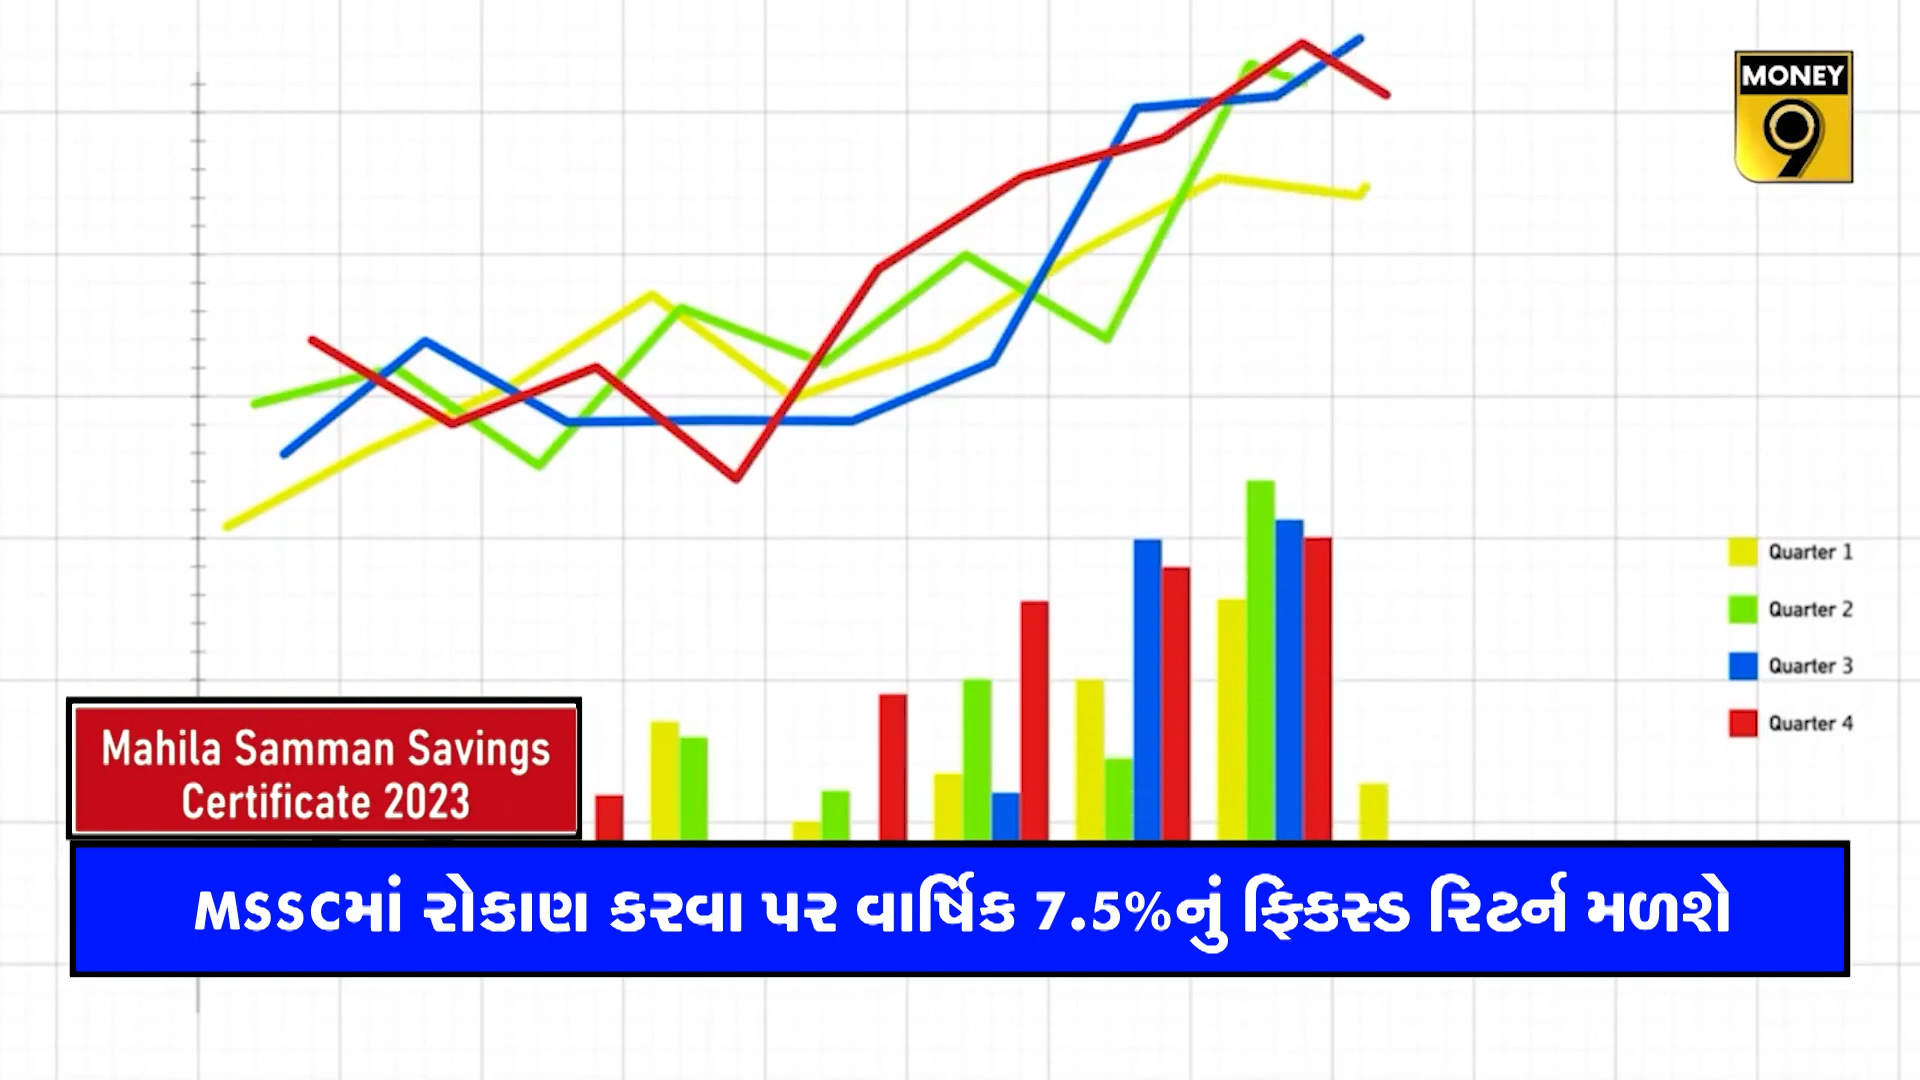 MONEY
9
Quarter 1
Quarter 2
Quarter 3
Quarter 4
Mahila Samman Savings
Certificate 2023
MSSCમાં રોકાણ કરવા પર વાર્ષિક 7.5%નું ફિકસ્ડ રિટર્ન મળશે